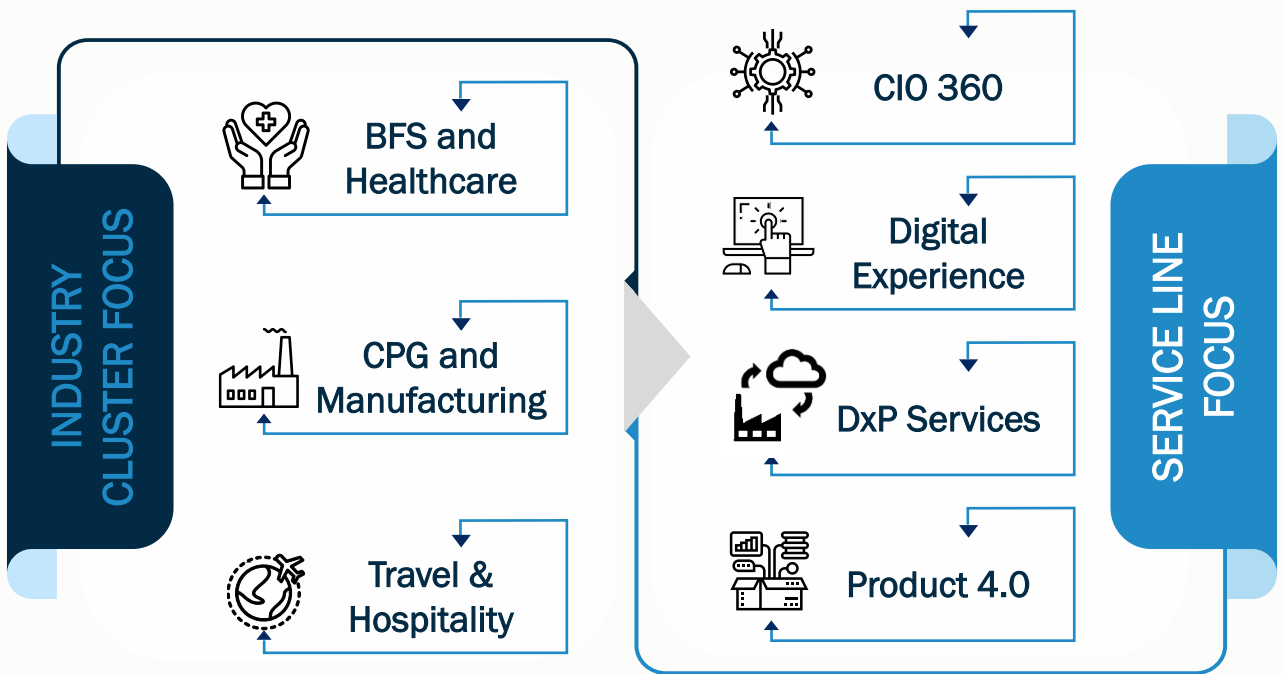 INDUSTRY
CLUSTER FOCUS
BFS and
Healthcare
CPG and
Manufacturing
Travel &
Hospitality
CIO 360
Digital
Experience
DxP Services
Product 4.0
SERVICE LINE
FOCUS